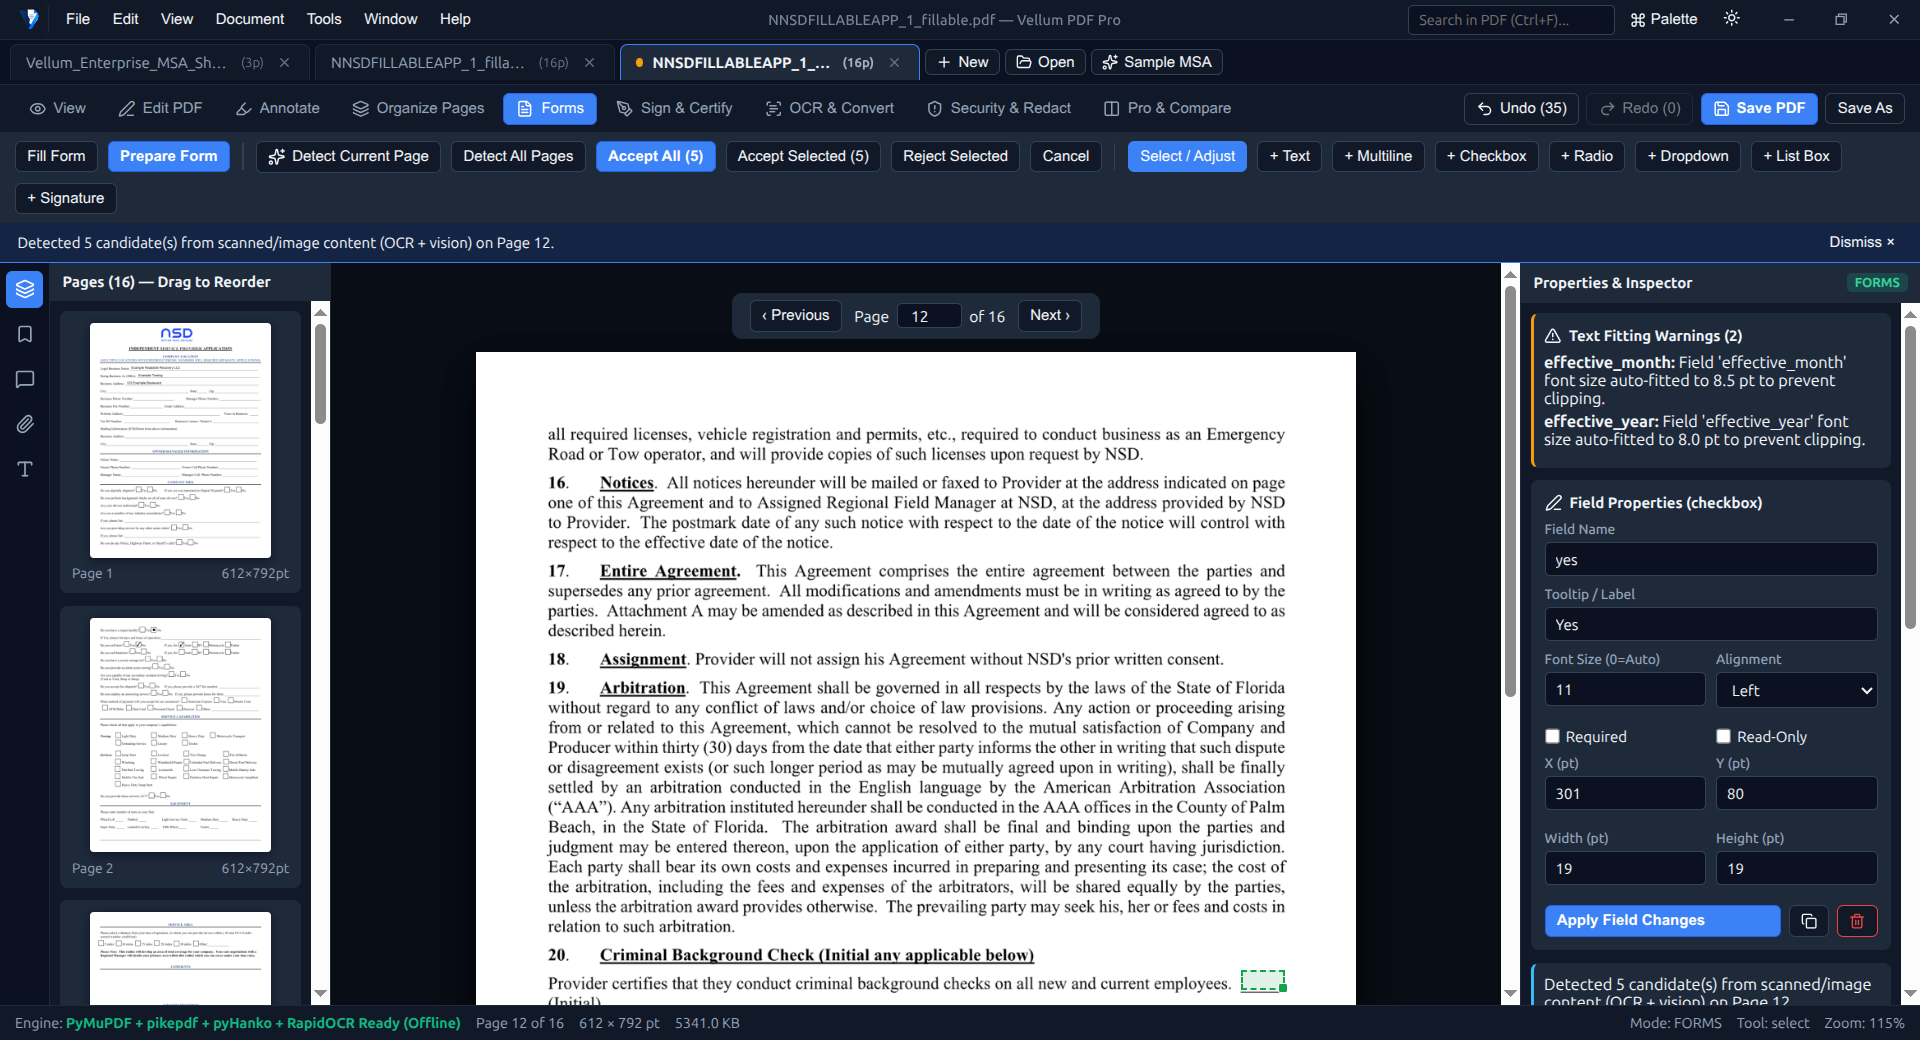 File Edit View Document Tools Window Help
NNSDFILLABLEAPP_1_fillable.pdf — Vellum PDF Pro
Search in PDF (Ctrl+F)...
Palette
Vellum_Enterprise_MSA_Sh... (3p) ×
NNSDFILLABLEAPP_1_filla... (16p) ×
NNSDFILLABLEAPP_1_... (16p) ×
+ New
Open
Sample MSA
View
Edit PDF
Annotate
Organize Pages
Forms
Sign & Certify
OCR & Convert
Security & Redact
Pro & Compare
Undo (35)
Redo (0)
Save PDF
Save As
Fill Form
Prepare Form
Detect Current Page
Detect All Pages
Accept All (5)
Accept Selected (5)
Reject Selected
Cancel
Select / Adjust
+ Text
+ Multiline
+ Checkbox
+ Radio
+ Dropdown
+ List Box
+ Signature
Detected 5 candidate(s) from scanned/image content (OCR + vision) on Page 12.
Dismiss ×
Pages (16) — Drag to Reorder
nsd
INDEPENDENT SERVICE PROVIDER APPLICATION
Page 1 612×792pt
SERVICE CAPABILITIES
EQUIPMENT
Page 2 612×792pt
SERVICE AREA
COMMENTS
‹ Previous
Page 12 of 16
Next ›
all required licenses, vehicle registration and permits, etc., required to conduct business as an Emergency
Road or Tow operator, and will provide copies of such licenses upon request by NSD.
16. Notices. All notices hereunder will be mailed or faxed to Provider at the address indicated on page
one of this Agreement and to Assigned Regional Field Manager at NSD, at the address provided by NSD
to Provider. The postmark date of any such notice with respect to the date of the notice will control with
respect to the effective date of the notice.
17. Entire Agreement. This Agreement comprises the entire agreement between the parties and
supersedes any prior agreement. All modifications and amendments must be in writing as agreed to by the
parties. Attachment A may be amended as described in this Agreement and will be considered agreed to as
described herein.
18. Assignment. Provider will not assign his Agreement without NSD's prior written consent.
19. Arbitration. This Agreement shall be governed in all respects by the laws of the State of Florida
without regard to any conflict of laws and/or choice of law provisions. Any action or proceeding arising
from or related to this Agreement, which cannot be resolved to the mutual satisfaction of Company and
Producer within thirty (30) days from the date that either party informs the other in writing that such dispute
or disagreement exists (or such longer period as may be mutually agreed upon in writing), shall be finally
settled by an arbitration conducted in the English language by the American Arbitration Association
(“AAA”). Any arbitration instituted hereunder shall be conducted in the AAA offices in the County of Palm
Beach, in the State of Florida. The arbitration award shall be final and binding upon the parties and
judgment may be entered thereon, upon the application of either party, by any court having jurisdiction.
Each party shall bear its own costs and expenses incurred in preparing and presenting its case; the cost of
the arbitration, including the fees and expenses of the arbitrators, will be shared equally by the parties,
unless the arbitration award provides otherwise. The prevailing party may seek his, her or fees and costs in
relation to such arbitration.
20. Criminal Background Check (Initial any applicable below)
Provider certifies that they conduct criminal background checks on all new and current employees.
(Initial)
Properties & Inspector
FORMS
Text Fitting Warnings (2)
effective_month: Field 'effective_month'
font size auto-fitted to 8.5 pt to prevent
clipping.
effective_year: Field 'effective_year' font
size auto-fitted to 8.0 pt to prevent clipping.
Field Properties (checkbox)
Field Name
yes
Tooltip / Label
Yes
Font Size (0=Auto) Alignment
11 Left
Required Read-Only
X (pt) Y (pt)
301 80
Width (pt) Height (pt)
19 19
Apply Field Changes
Detected 5 candidate(s) from scanned/image
content (OCR + vision) on Page 12.
Engine: PyMuPDF + pikepdf + pyHanko + RapidOCR Ready (Offline)
Page 12 of 16
612 × 792 pt
5341.0 KB
Mode: FORMS
Tool: select
Zoom: 115%